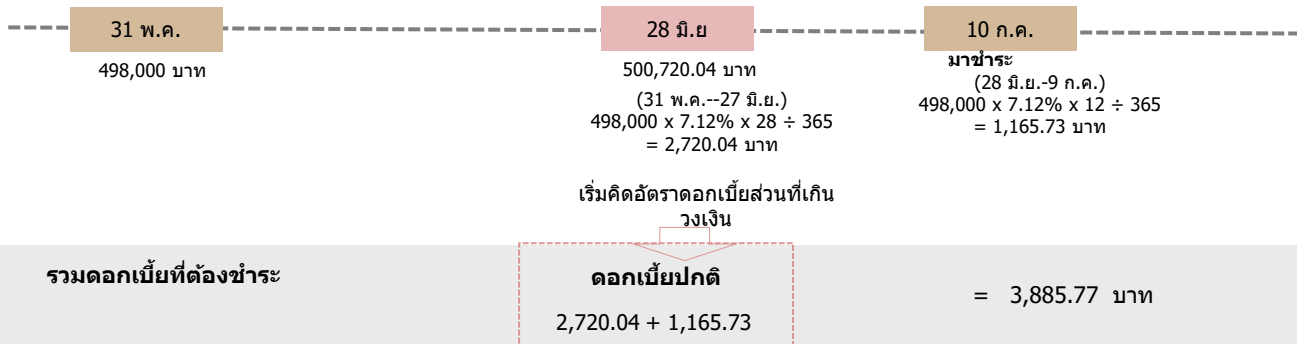 31 พ.ค.
28 มิ.ย
10 ก.ค.
498,000 บาท
500,720.04 บาท
(31 พ.ค.--27 มิ.ย.)
498,000 x 7.12% x 28 ÷ 365
= 2,720.04 บาท
มาชำระ
(28 มิ.ย.-9 ก.ค.)
498,000 x 7.12% x 12 ÷ 365
= 1,165.73 บาท
เริ่มคิดอัตราดอกเบี้ยส่วนที่เกิน
วงเงิน
รวมดอกเบี้ยที่ต้องชำระ
ดอกเบี้ยปกติ
2,720.04 + 1,165.73
= 3,885.77 บาท